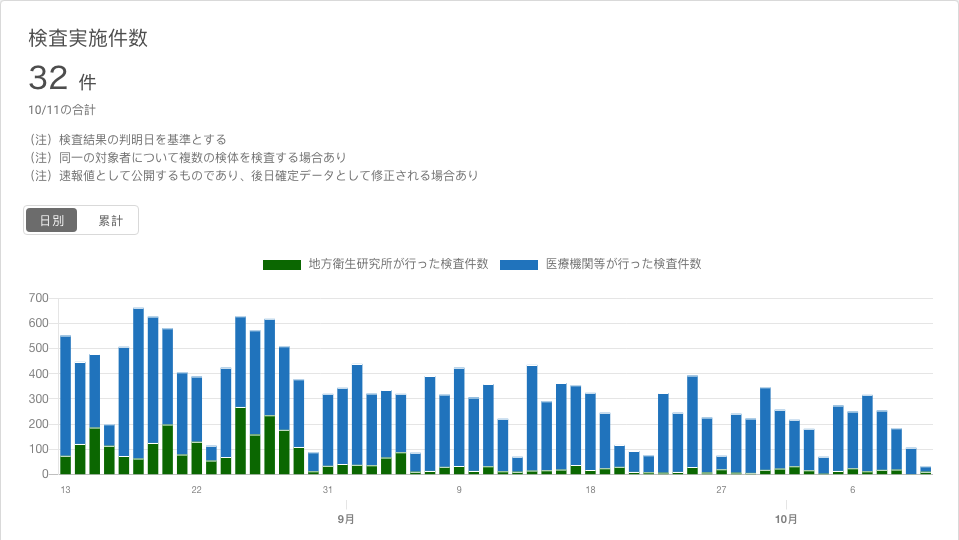 検査実施件数
32 件
10/11の合計
（注）検査結果の判明日を基準とする
（注）同一の対象者について複数の検体を検査する場合あり
（注）速報値として公開するものであり、後日確定データとして修正される場合あり
日別 累計
地方衛生研究所が行った検査件数 医療機関等が行った検査件数
700
600
500
400
300
200
100
0
13 22 31 9 18 27 6
9月 10月